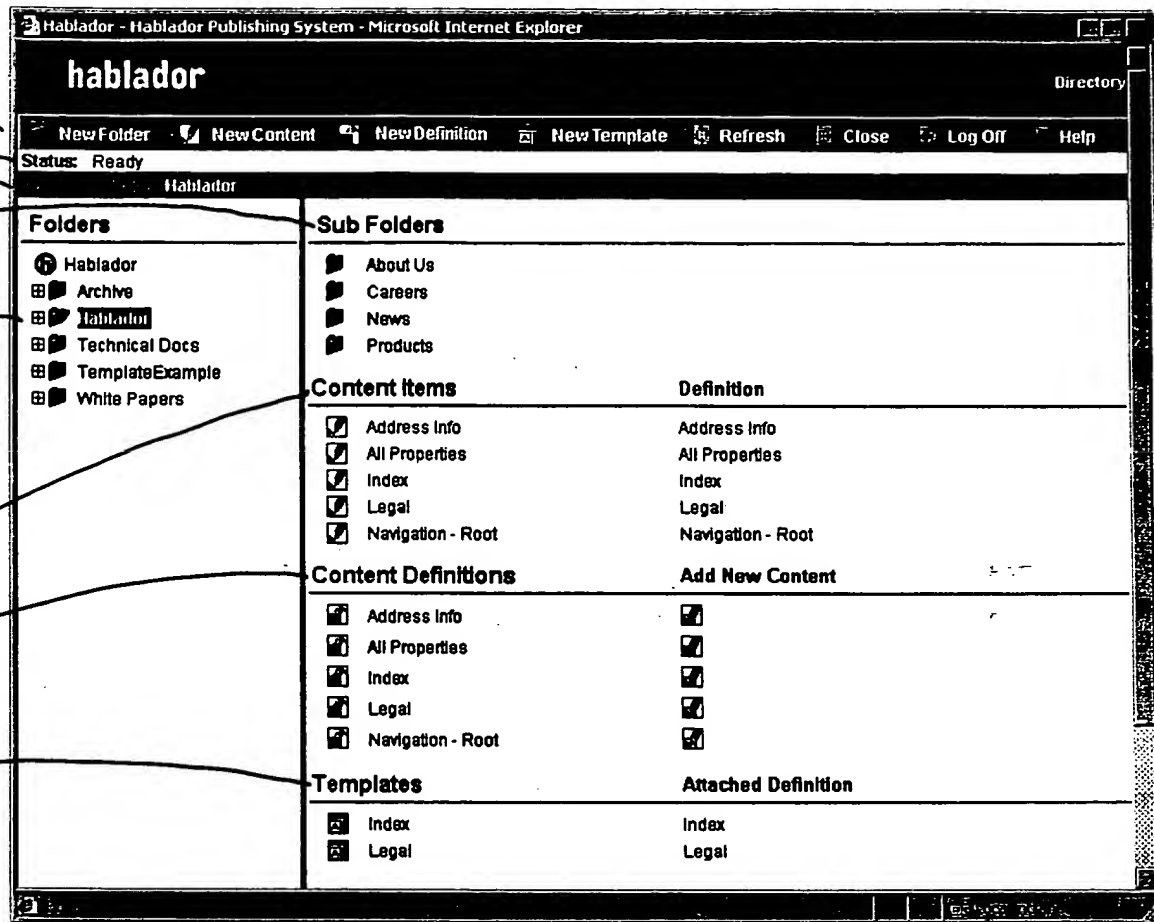 Hablador - Hablador Publishing System - Microsoft Internet Explorer
hablador
Directory
New Folder New Content New Definition New Template Refresh Close Log Off Help
Status: Ready
Hablador
Folders
Hablador
Archive
Hablador
Technical Docs
TemplateExample
White Papers
Sub Folders
About Us
Careers
News
Products
Content Items Definition
Address Info Address Info
All Properties All Properties
Index Index
Legal Legal
Navigation - Root Navigation - Root
Content Definitions Add New Content
Address Info
All Properties
Index
Legal
Navigation - Root
Templates Attached Definition
Index Index
Legal Legal